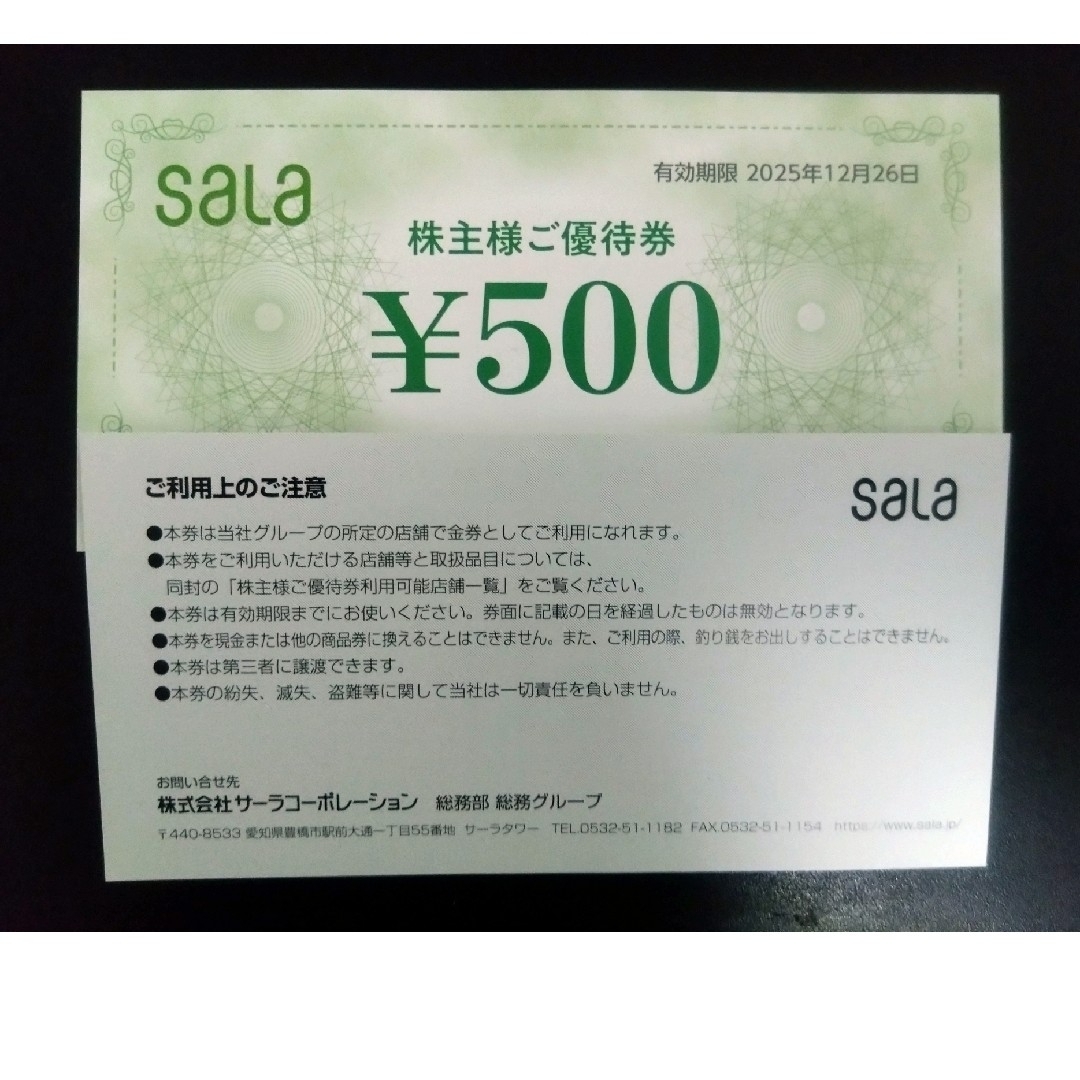 sala
有効期限 2025年12月26日
株主様ご優待券
¥500
ご利用上のご注意
sala
●本券は当社グループの所定の店舗で金券としてご利用になれます。
●本券をご利用いただける店舗等と取扱品目については、
同封の「株主様ご優待券利用可能店舗一覧」をご覧ください。
●本券は有効期限までにお使いください。券面に記載の日を経過したものは無効となります。
●本券を現金または他の商品券に換えることはできません。また、ご利用の際、釣り銭をお出しすることはできません。
●本券は第三者に譲渡できます。
●本券の紛失、滅失、盗難等に関して当社は一切責任を負いません。
お問い合せ先
株式会社サーラコーポレーション 総務部 総務グループ
〒440-8533 愛知県豊橋市駅前大通一丁目55番地 サーラタワー TEL.0532-51-1182 FAX.0532-51-1154 https://www.sala.jp/